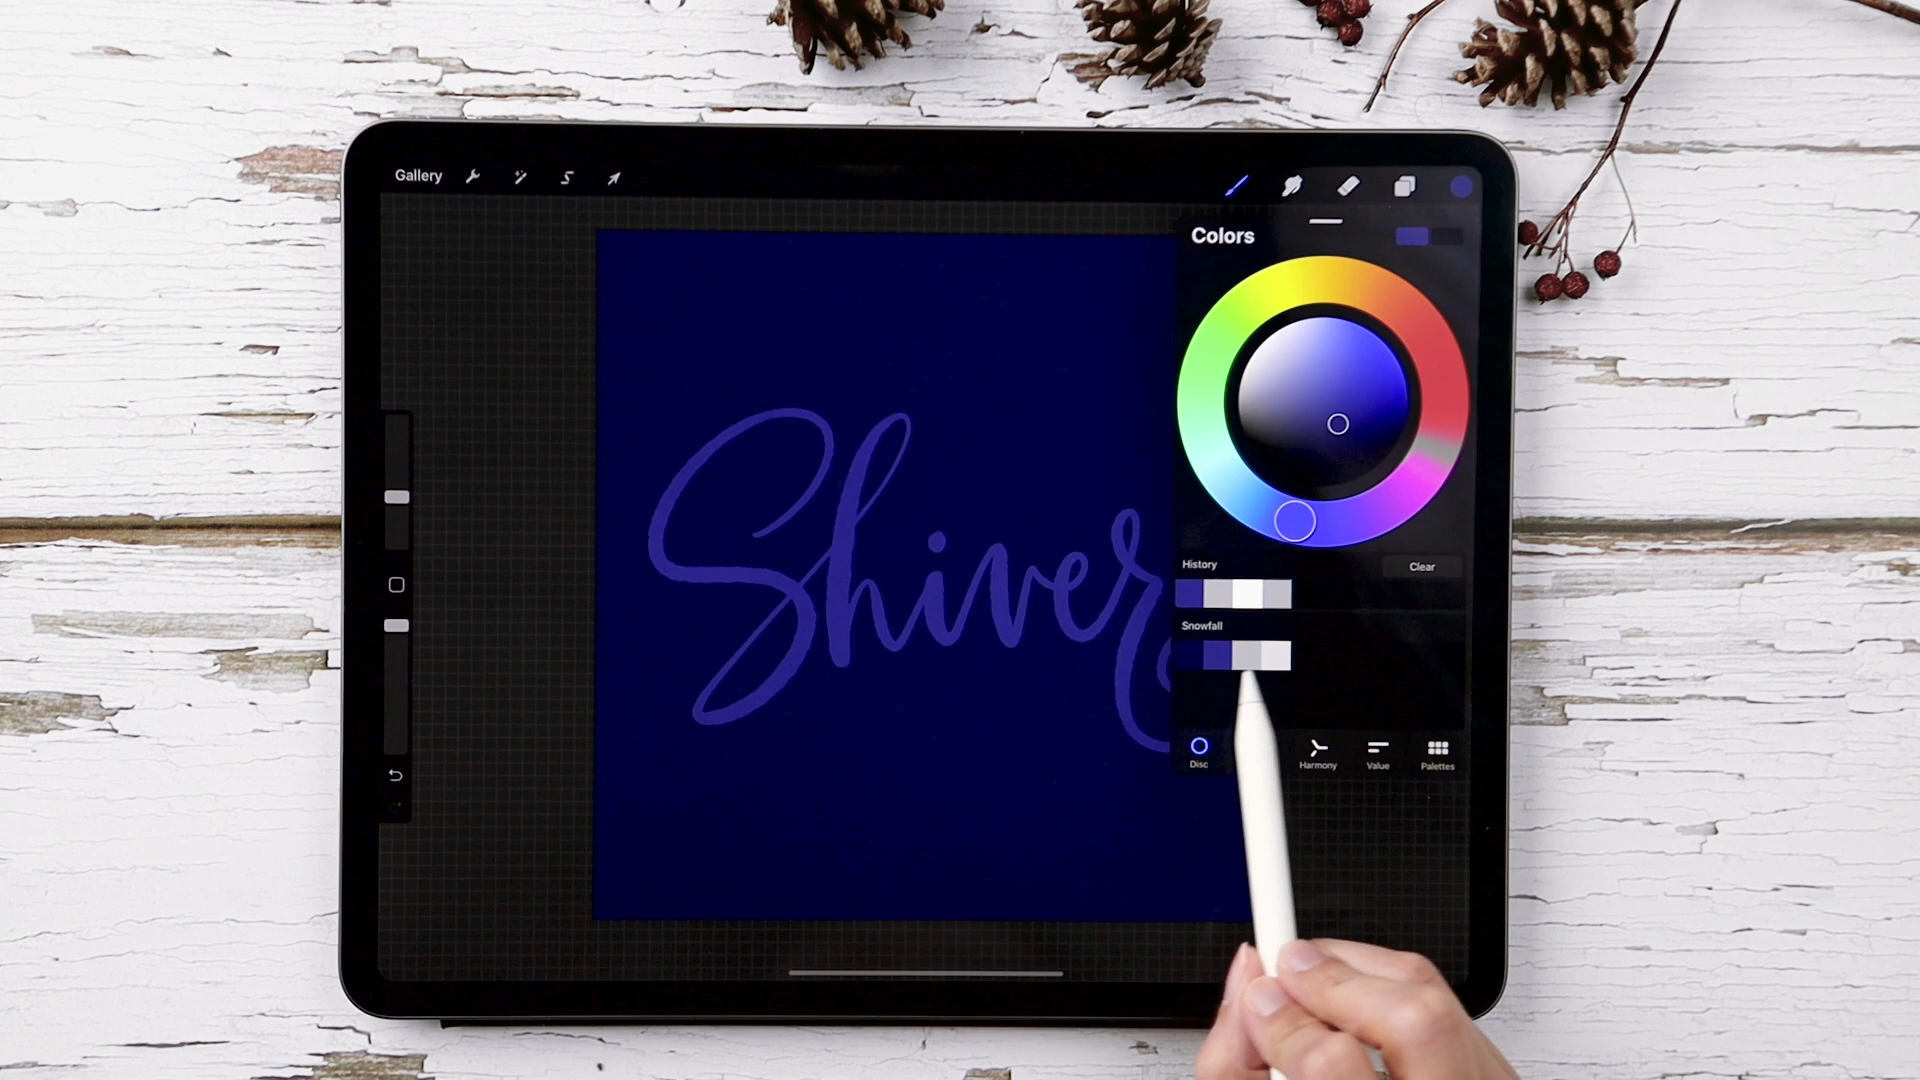 Gallery
Colors
Shiver
History
Clear
Snowfall
Disc
Harmony
Value
Palettes